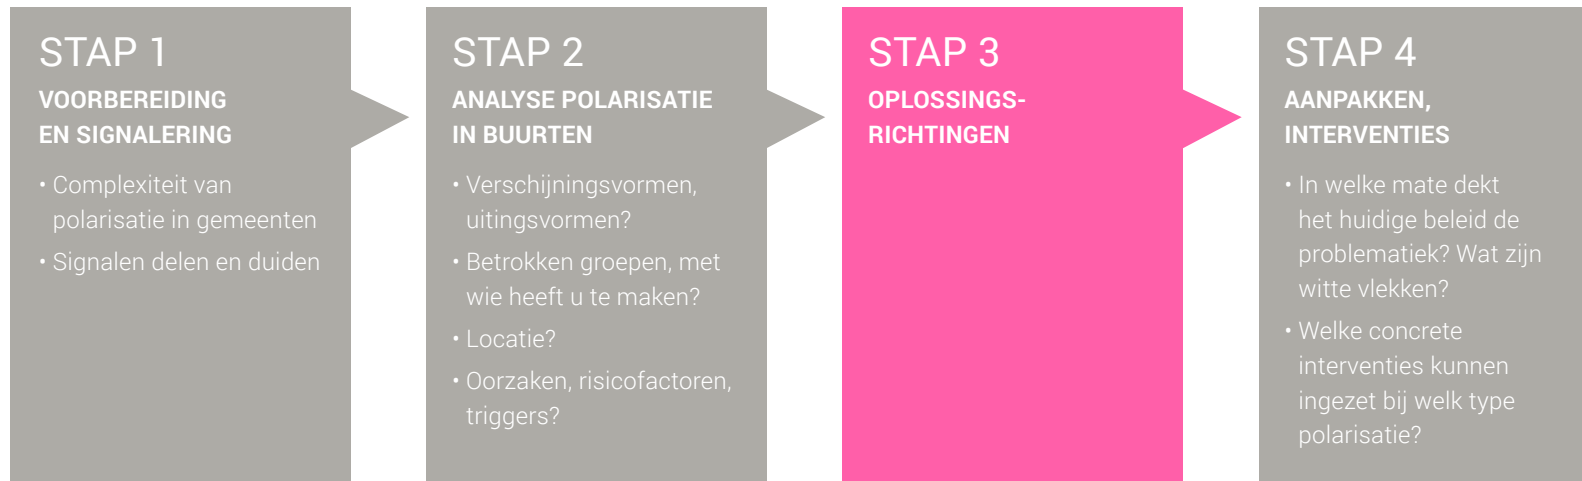 STAP 1
VOORBEREIDING
EN SIGNALERING
• Complexiteit van
polarisatie in gemeenten
• Signalen delen en duiden
STAP 2
ANALYSE POLARISATIE
IN BUURTEN
• Verschijningsvormen,
uitingsvormen?
• Betrokken groepen, met
wie heeft u te maken?
• Locatie?
• Oorzaken, risicofactoren,
triggers?
STAP 3
OPLOSSINGS-
RICHTINGEN
STAP 4
AANPAKKEN,
INTERVENTIES
• In welke mate dekt
het huidige beleid de
problematiek? Wat zijn
witte vlekken?
• Welke concrete
interventies kunnen
ingezet bij welk type
polarisatie?